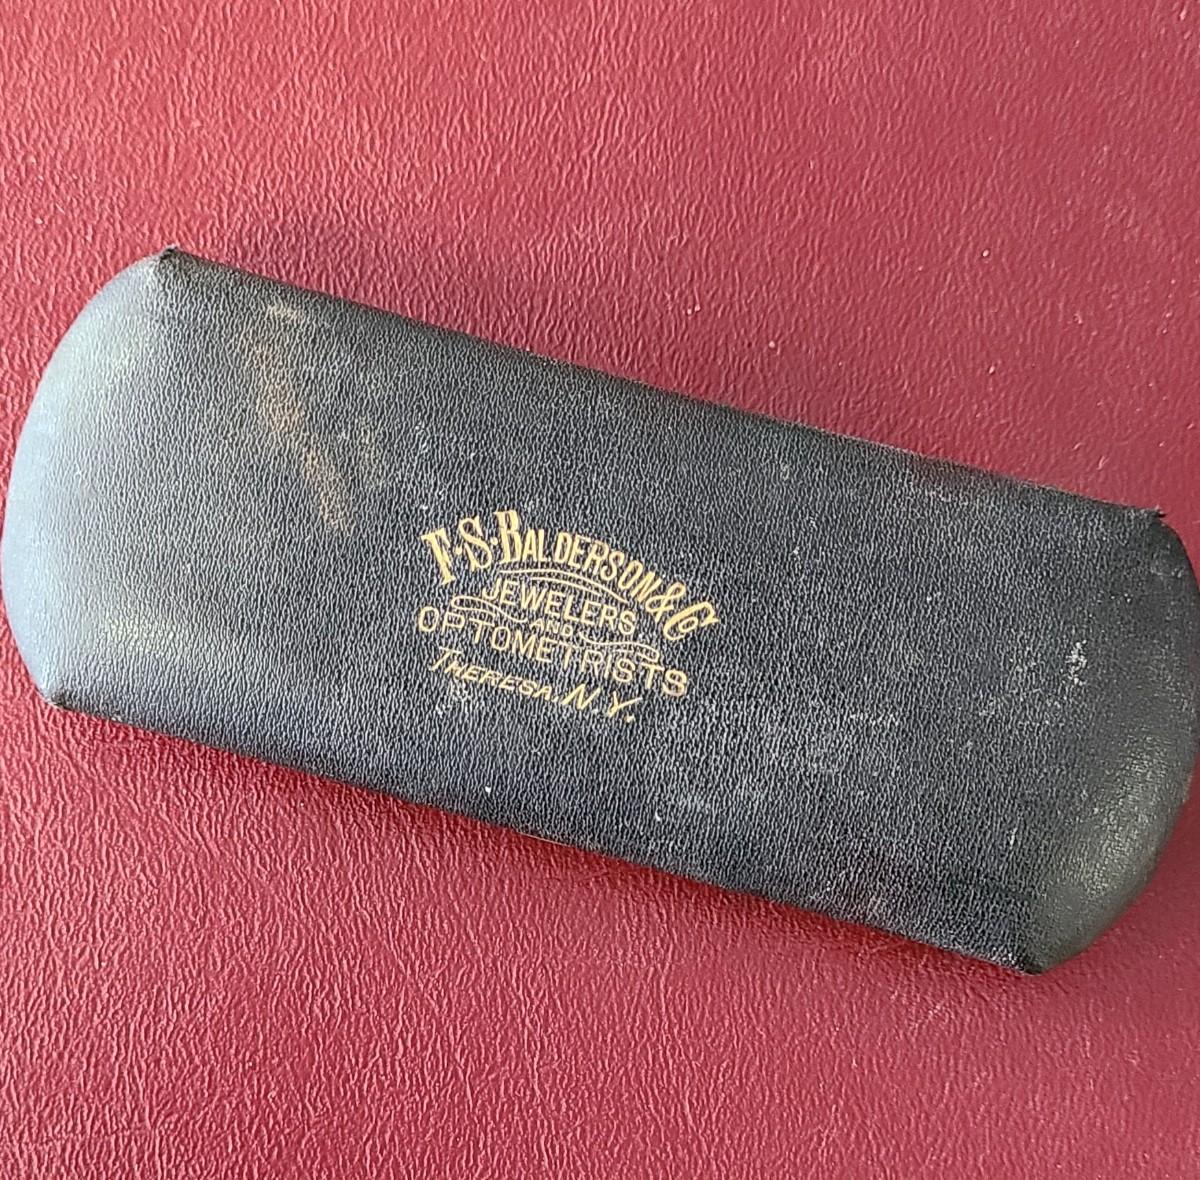 F.S. BALDERSON & CO
JEWELERS
AND
OPTOMETRISTS
THERESA, N.Y.